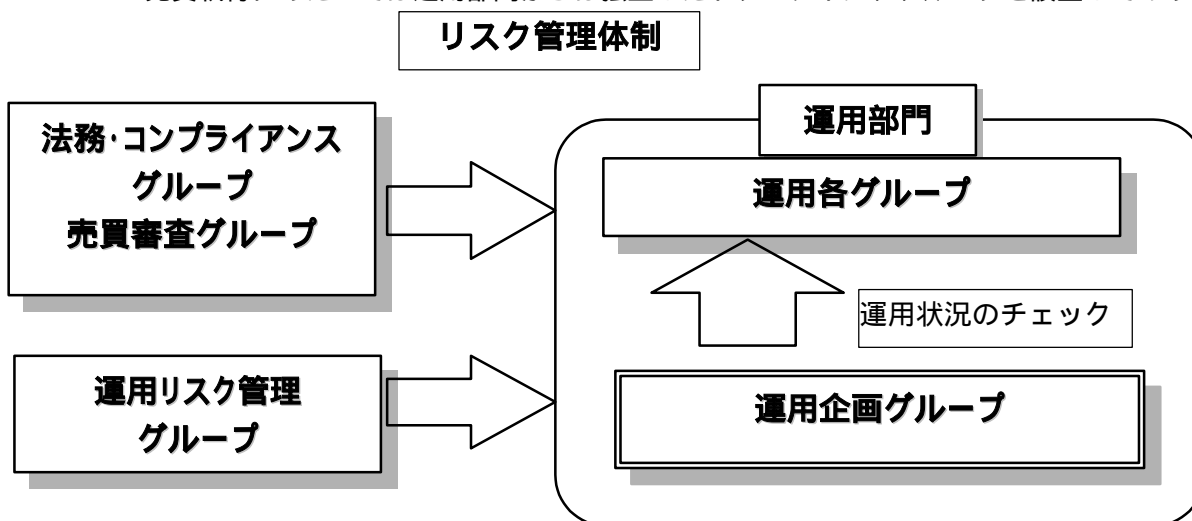 リスク管理体制
法務・コンプライアンス
グループ
売買審査グループ
運用部門
運用各グループ
運用状況のチェック
運用リスク管理
グループ
運用企画グループ